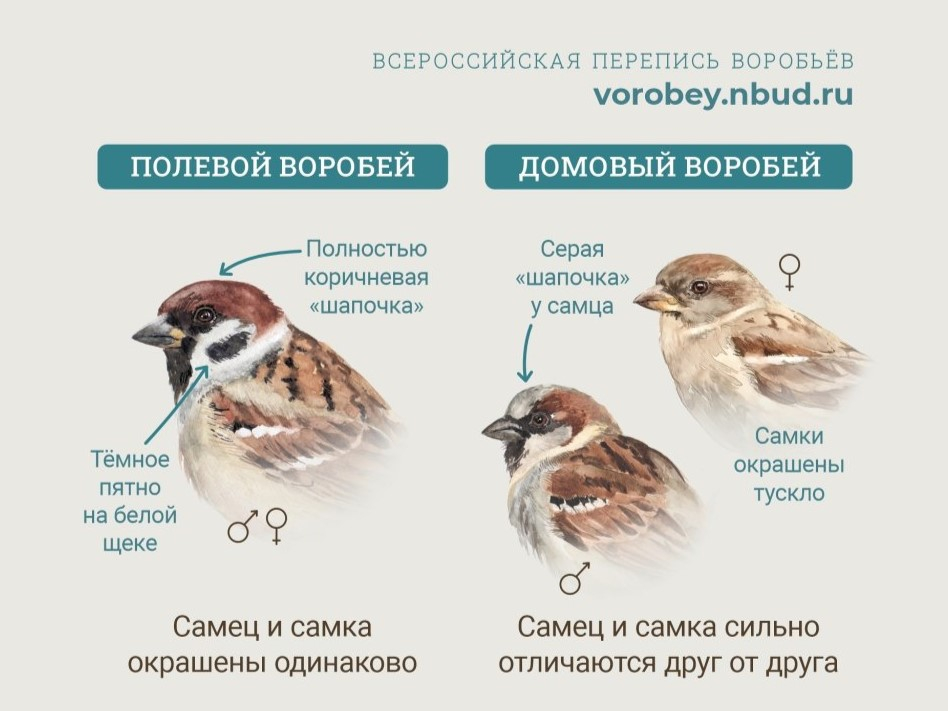 ВСЕРОССИЙСКАЯ ПЕРЕПИСЬ ВОРОБЬЁВ
vorobey.nbud.ru
ПОЛЕВОЙ ВОРОБЕЙ
Полностью
коричневая
«шапочка»
Тёмное
пятно
на белой
щеке
Самец и самка
окрашены одинаково
ДОМОВЫЙ ВОРОБЕЙ
Серая
«шапочка»
у самца
Самки
окрашены
тускло
Самец и самка сильно
отличаются друг от друга